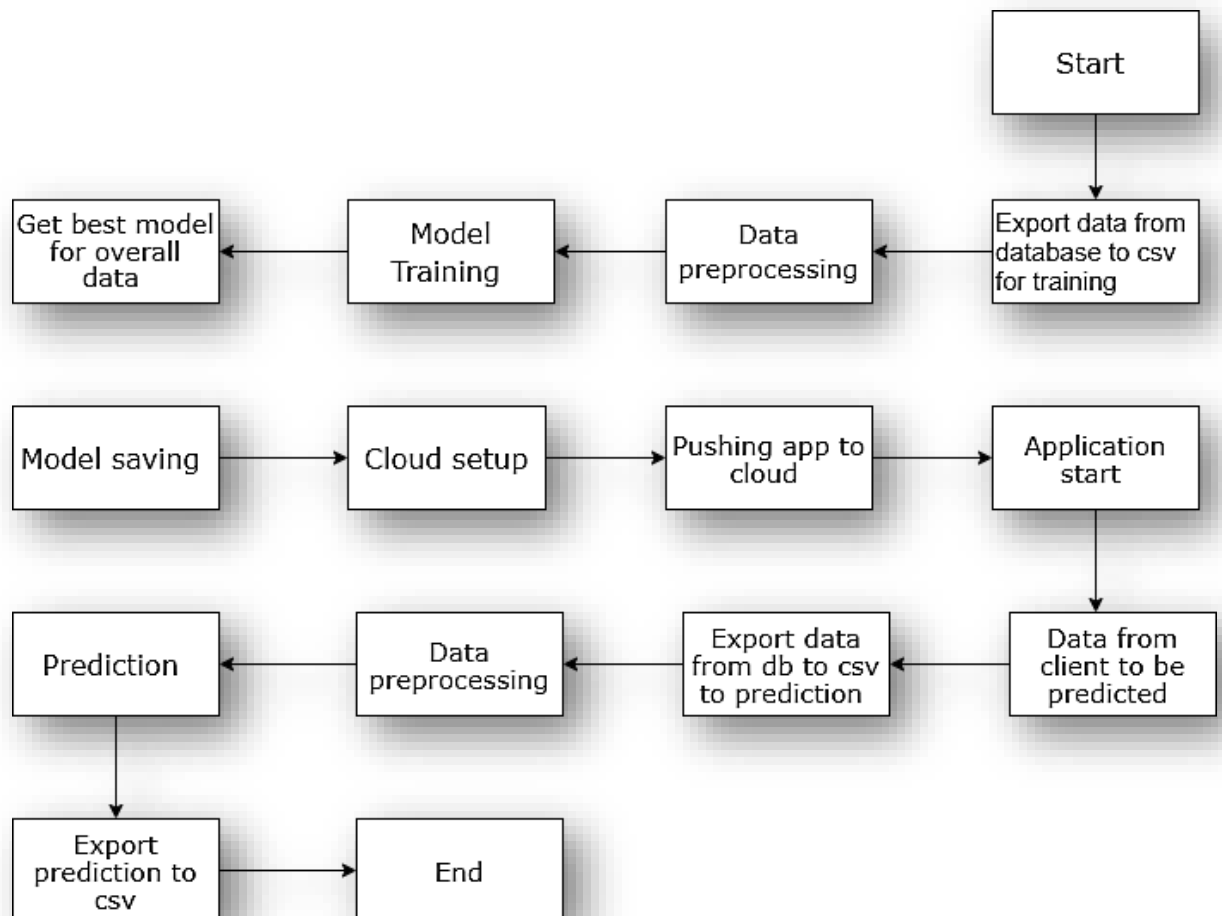 Start
Get best model
for overall
data
Model
Training
Data
preprocessing
Export data from
database to csv
for training
Model saving
Cloud setup
Pushing app to
cloud
Application
start
Prediction
Data
preprocessing
Export data
from db to csv
to prediction
Data from
client to be
predicted
Export
prediction to
csv
End